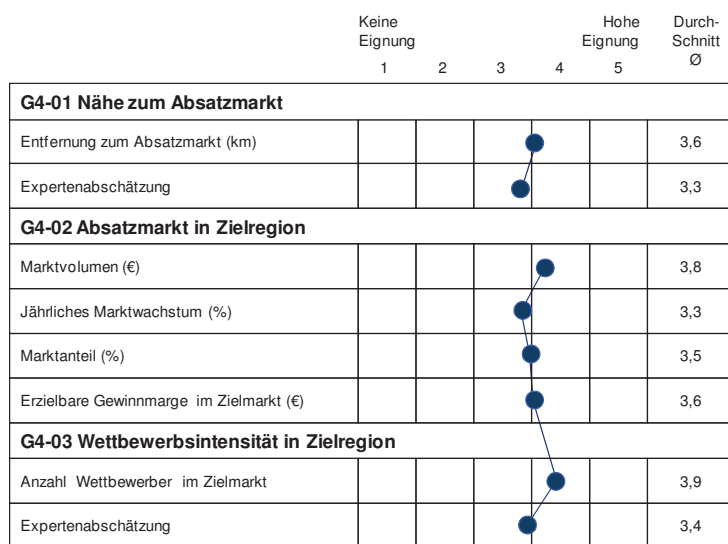 Keine Eignung
Hohe Eignung
Durch-Schnitt Ø
1 2 3 4 5
G4-01 Nähe zum Absatzmarkt
Entfernung zum Absatzmarkt (km) 3,6
Expertenabschätzung 3,3
G4-02 Absatzmarkt in Zielregion
Marktvolumen (€) 3,8
Jährliches Marktwachstum (%) 3,3
Marktanteil (%) 3,5
Erzielbare Gewinnmarge im Zielmarkt (€) 3,6
G4-03 Wettbewerbsintensität in Zielregion
Anzahl Wettbewerber im Zielmarkt 3,9
Expertenabschätzung 3,4